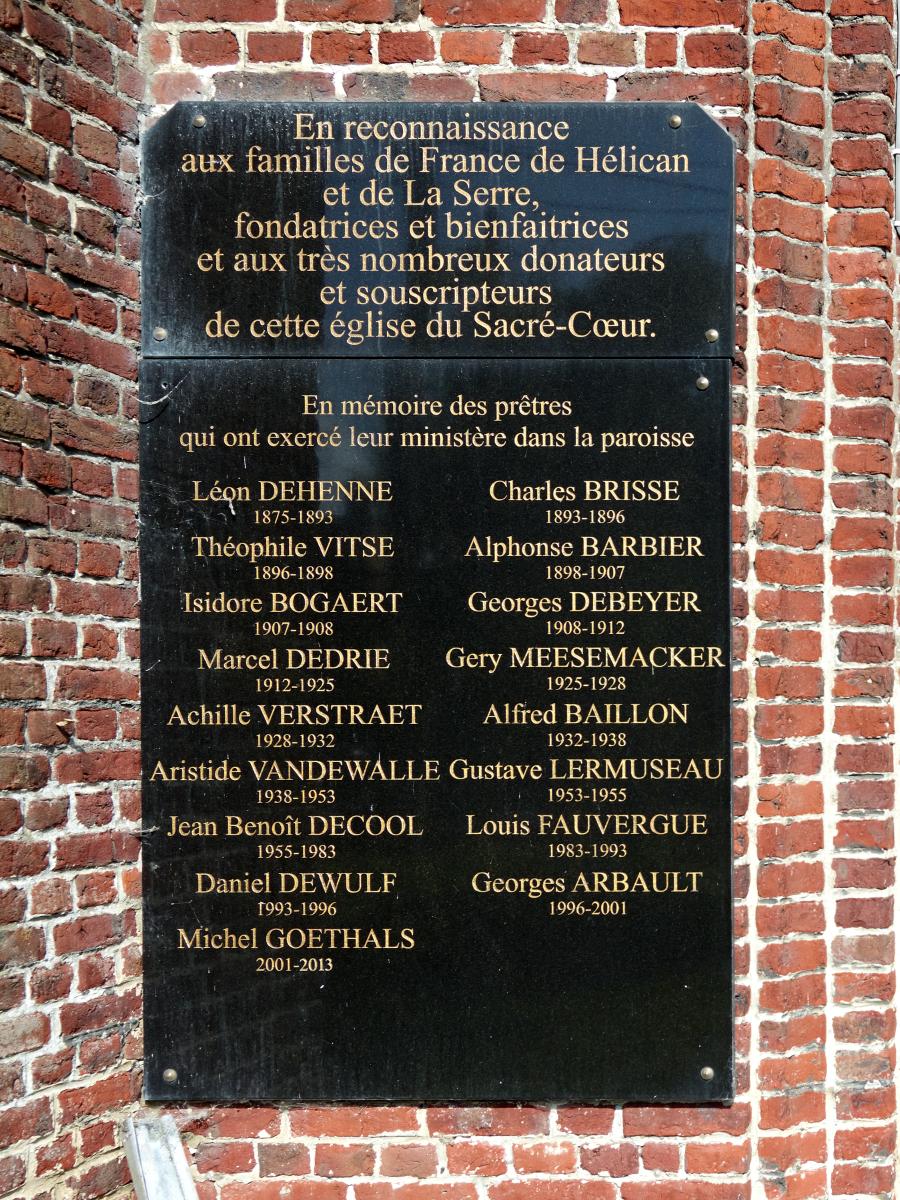 En reconnaissance
aux familles de France de Hélican
et de La Serre,
fondatrices et bienfaitrices
et aux très nombreux donateurs
et souscripteurs
de cette église du Sacré-Cœur.
En mémoire des prêtres
qui ont exercé leur ministère dans la paroisse
Léon DEHENNE Charles BRISSE
1875-1893 1893-1896
Théophile VITSE Alphonse BARBIER
1896-1898 1898-1907
Isidore BOGAERT Georges DEBEYER
1907-1908 1908-1912
Marcel DEDRIE Gery MEESEMACKER
1912-1925 1925-1928
Achille VERSTRAET Alfred BAILLON
1928-1932 1932-1938
Aristide VANDEWALLE Gustave LERMUSEAU
1938-1953 1953-1955
Jean Benoît DECOOL Louis FAUVERGUE
1955-1983 1983-1993
Daniel DEWULF Georges ARBAULT
1993-1996 1996-2001
Michel GOETHALS
2001-2013